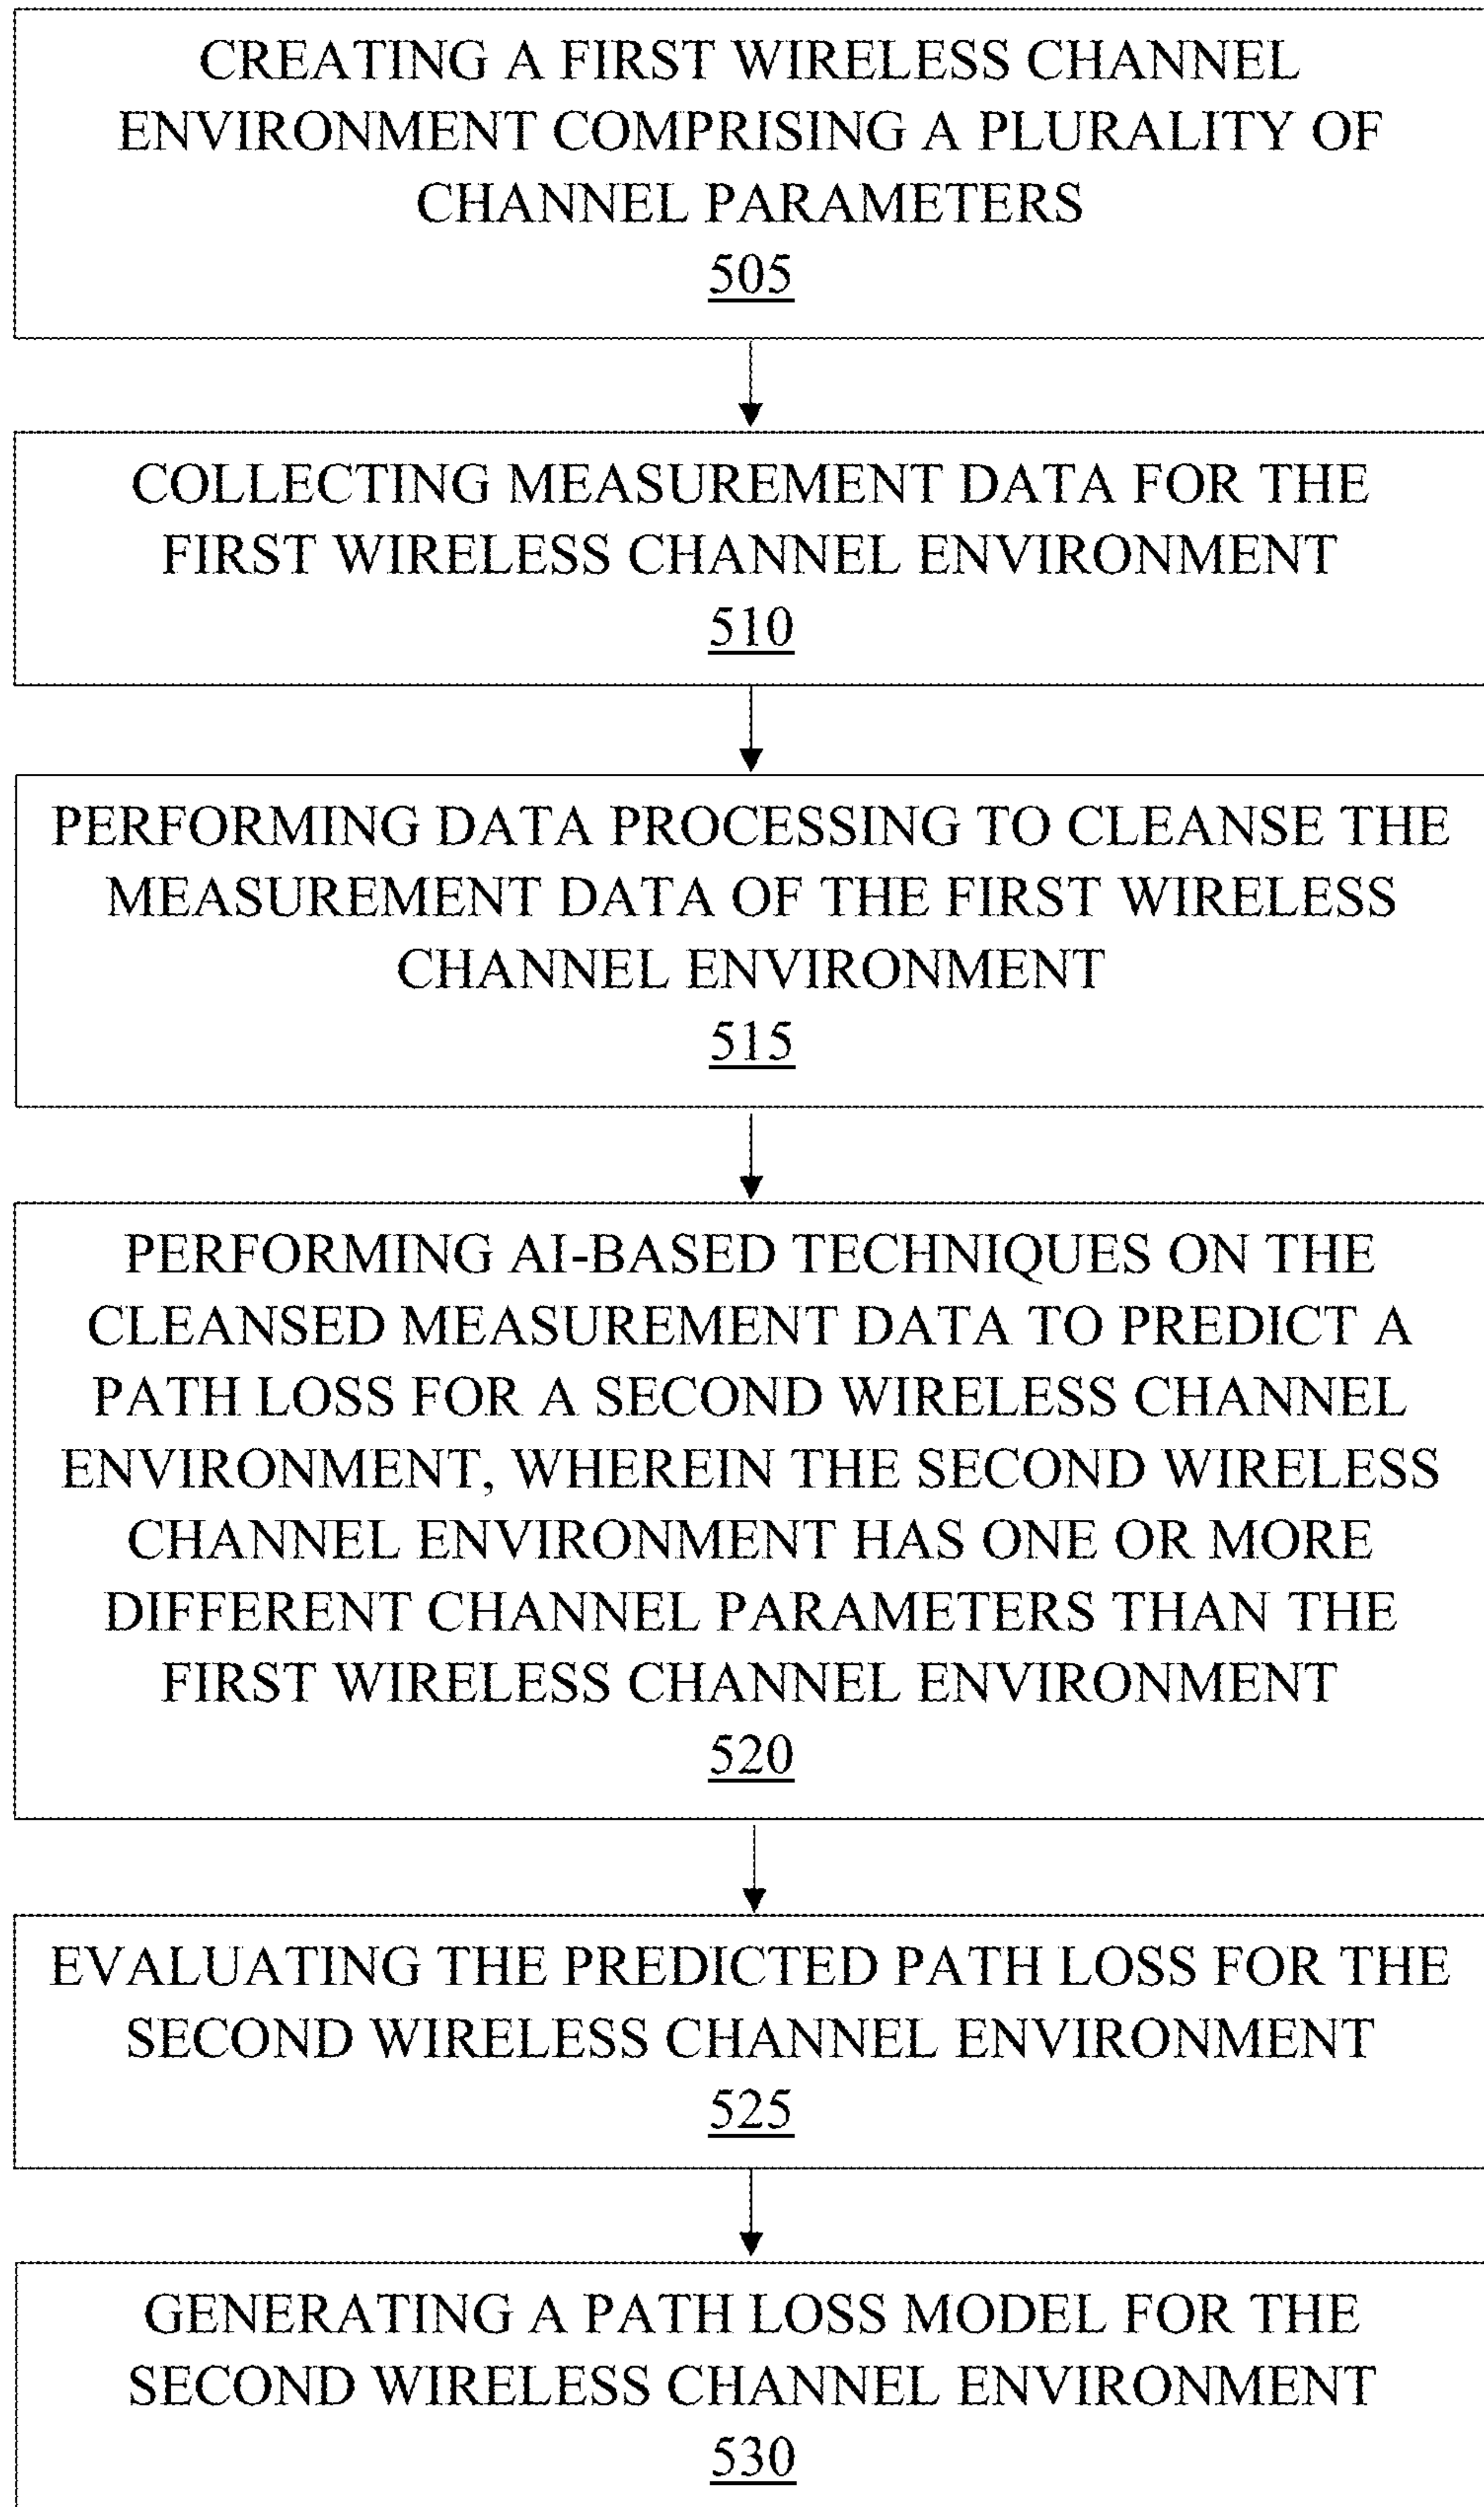 CREATING A FIRST WIRELESS CHANNEL
ENVIRONMENT COMPRISING A PLURALITY OF
CHANNEL PARAMETERS
505
COLLECTING MEASUREMENT DATA FOR THE
FIRST WIRELESS CHANNEL ENVIRONMENT
510
PERFORMING DATA PROCESSING TO CLEANSE THE
MEASUREMENT DATA OF THE FIRST WIRELESS
CHANNEL ENVIRONMENT
515
PERFORMING AI-BASED TECHNIQUES ON THE
CLEANSED MEASUREMENT DATA TO PREDICT A
PATH LOSS FOR A SECOND WIRELESS CHANNEL
ENVIRONMENT, WHEREIN THE SECOND WIRELESS
CHANNEL ENVIRONMENT HAS ONE OR MORE
DIFFERENT CHANNEL PARAMETERS THAN THE
FIRST WIRELESS CHANNEL ENVIRONMENT
520
EVALUATING THE PREDICTED PATH LOSS FOR THE
SECOND WIRELESS CHANNEL ENVIRONMENT
525
GENERATING A PATH LOSS MODEL FOR THE
SECOND WIRELESS CHANNEL ENVIRONMENT
530